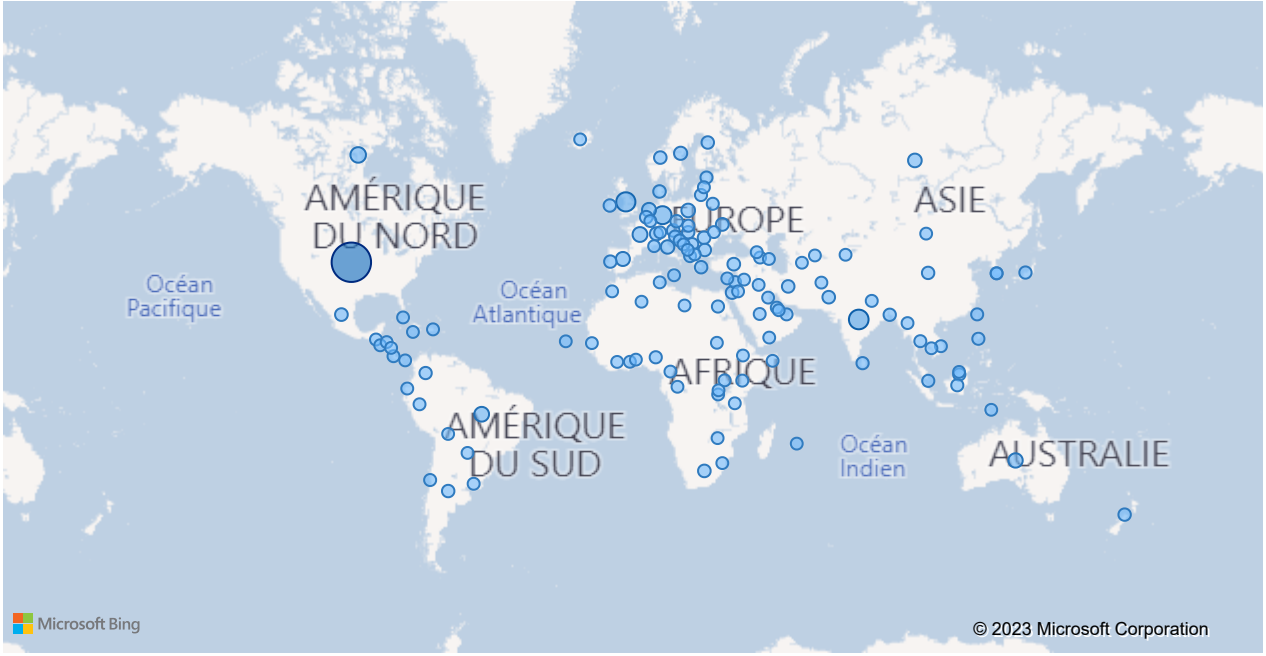 AMÉRIQUE
DU NORD
EUROPE
ASIE
Océan
Pacifique
Océan
Atlantique
AFRIQUE
AMÉRIQUE
DU SUD
Océan
Indien
AUSTRALIE
Microsoft Bing
© 2023 Microsoft Corporation